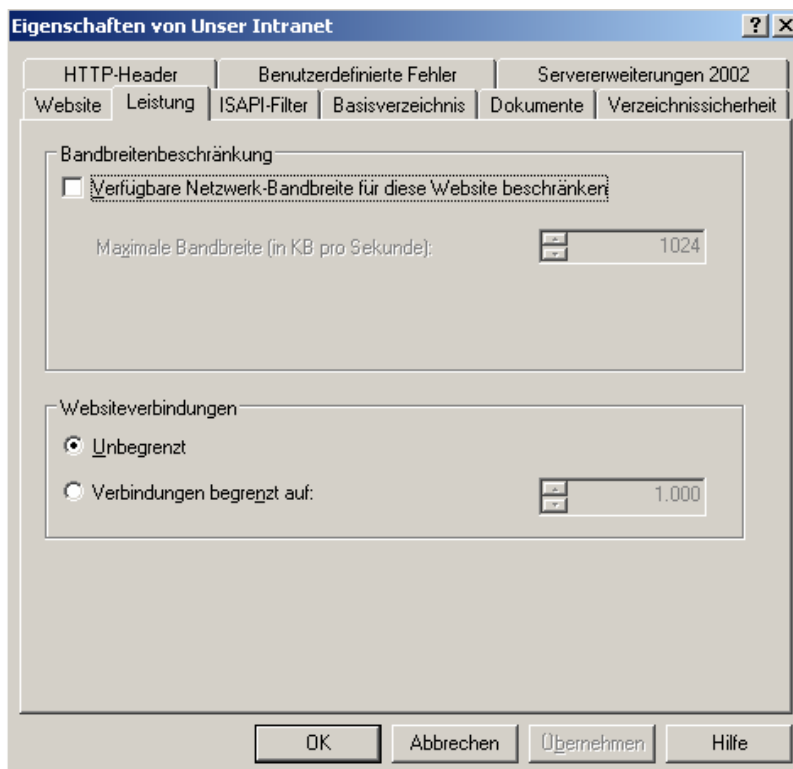 Eigenschaften von Unser Intranet
HTTP-Header Benutzerdefinierte Fehler Servererweiterungen 2002
Website Leistung ISAPI-Filter Basisverzeichnis Dokumente Verzeichnissicherheit
Bandbreitenbeschränkung
Verfügbare Netzwerk-Bandbreite für diese Website beschränken
Maximale Bandbreite (in KB pro Sekunde): 1024
Websiteverbindungen
Unbegrenzt
Verbindungen begrenzt auf: 1.000
OK Abbrechen Übernehmen Hilfe